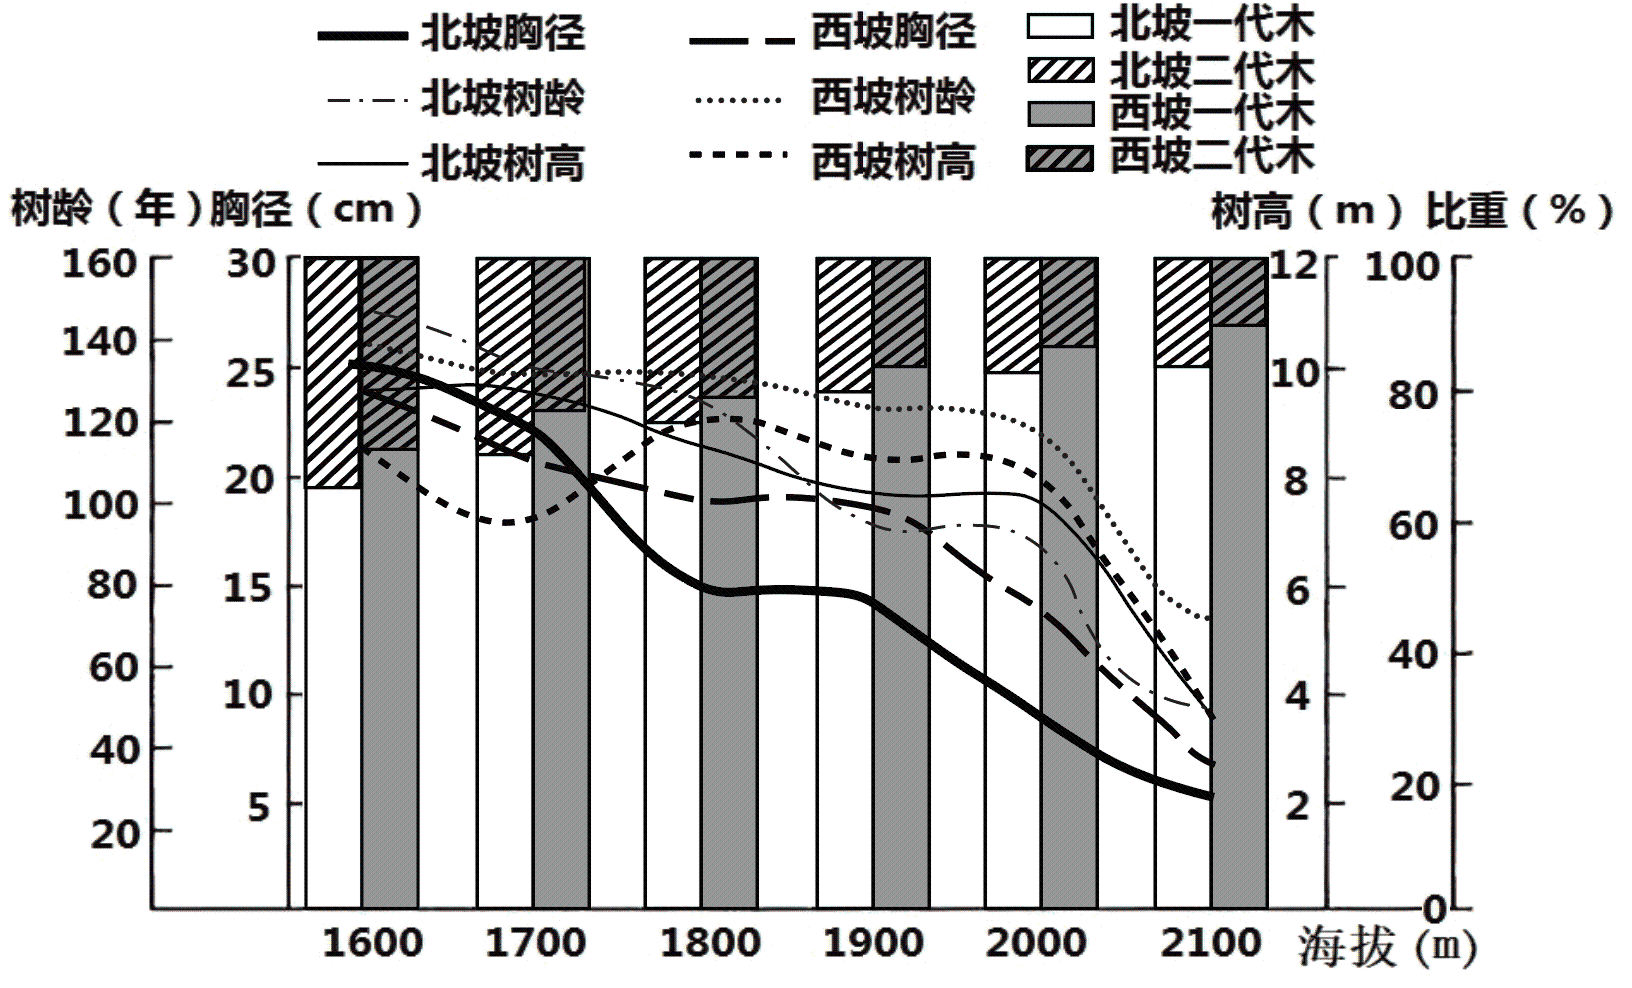 北坡胸径 西坡胸径 北坡一代木
北坡二代木
北坡树龄 西坡树龄 西坡一代木
北坡树高 西坡树高 西坡二代木
树龄（年）胸径（cm） 树高（m） 比重（%）
160 30 12 100
140 25 10 80
120 20 8 60
100 15 6 40
80 10 4 20
60 5 2 0
40
20
1600 1700 1800 1900 2000 2100 海拔(m)